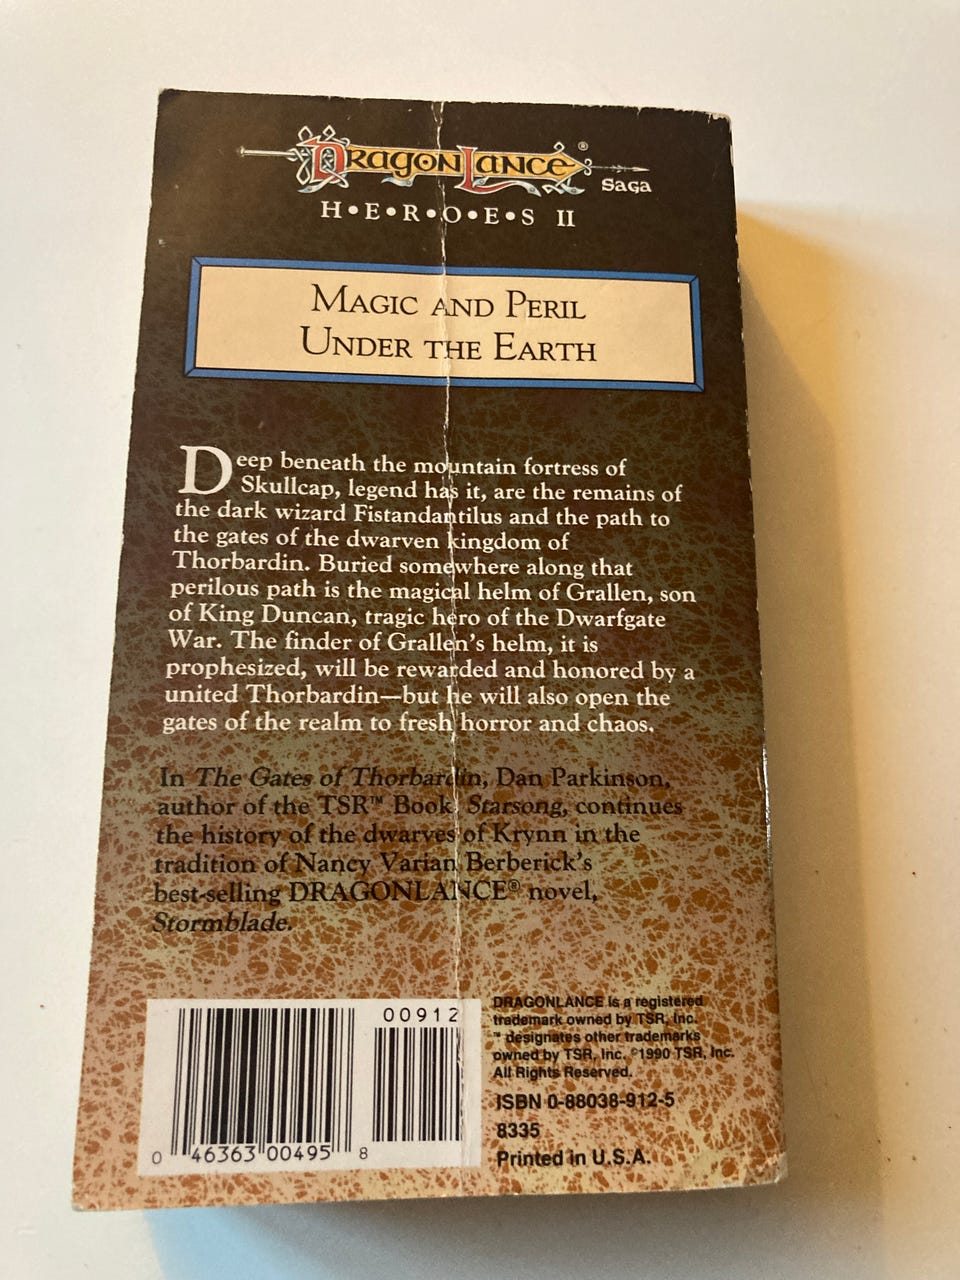 DRAGONLANCE® SAGA
H•E•R•O•E•S II
MAGIC AND PERIL
UNDER THE EARTH
Deep beneath the mountain fortress of
Skullcap, legend has it, are the remains of
the dark wizard Fistandantilus and the path to
the gates of the dwarven kingdom of
Thorbardin. Buried somewhere along that
perilous path is the magical helm of Grallen, son
of King Duncan, tragic hero of the Dwarfgate
War. The finder of Grallen's helm, it is
prophesized, will be rewarded and honored by a
united Thorbardin—but he will also open the
gates of the realm to fresh horror and chaos.
In The Gates of Thorbardin, Dan Parkinson,
author of the TSR™ Book Starsong, continues
the history of the dwarves of Krynn in the
tradition of Nancy Varian Berberick's
best-selling DRAGONLANCE® novel,
Stormblade.
00912
0 46363 00495 8
DRAGONLANCE is a registered
trademark owned by TSR, Inc.
™ designates other trademarks
owned by TSR, Inc. ©1990 TSR, Inc.
All Rights Reserved.
ISBN 0-88038-912-5
8335
Printed in U.S.A.